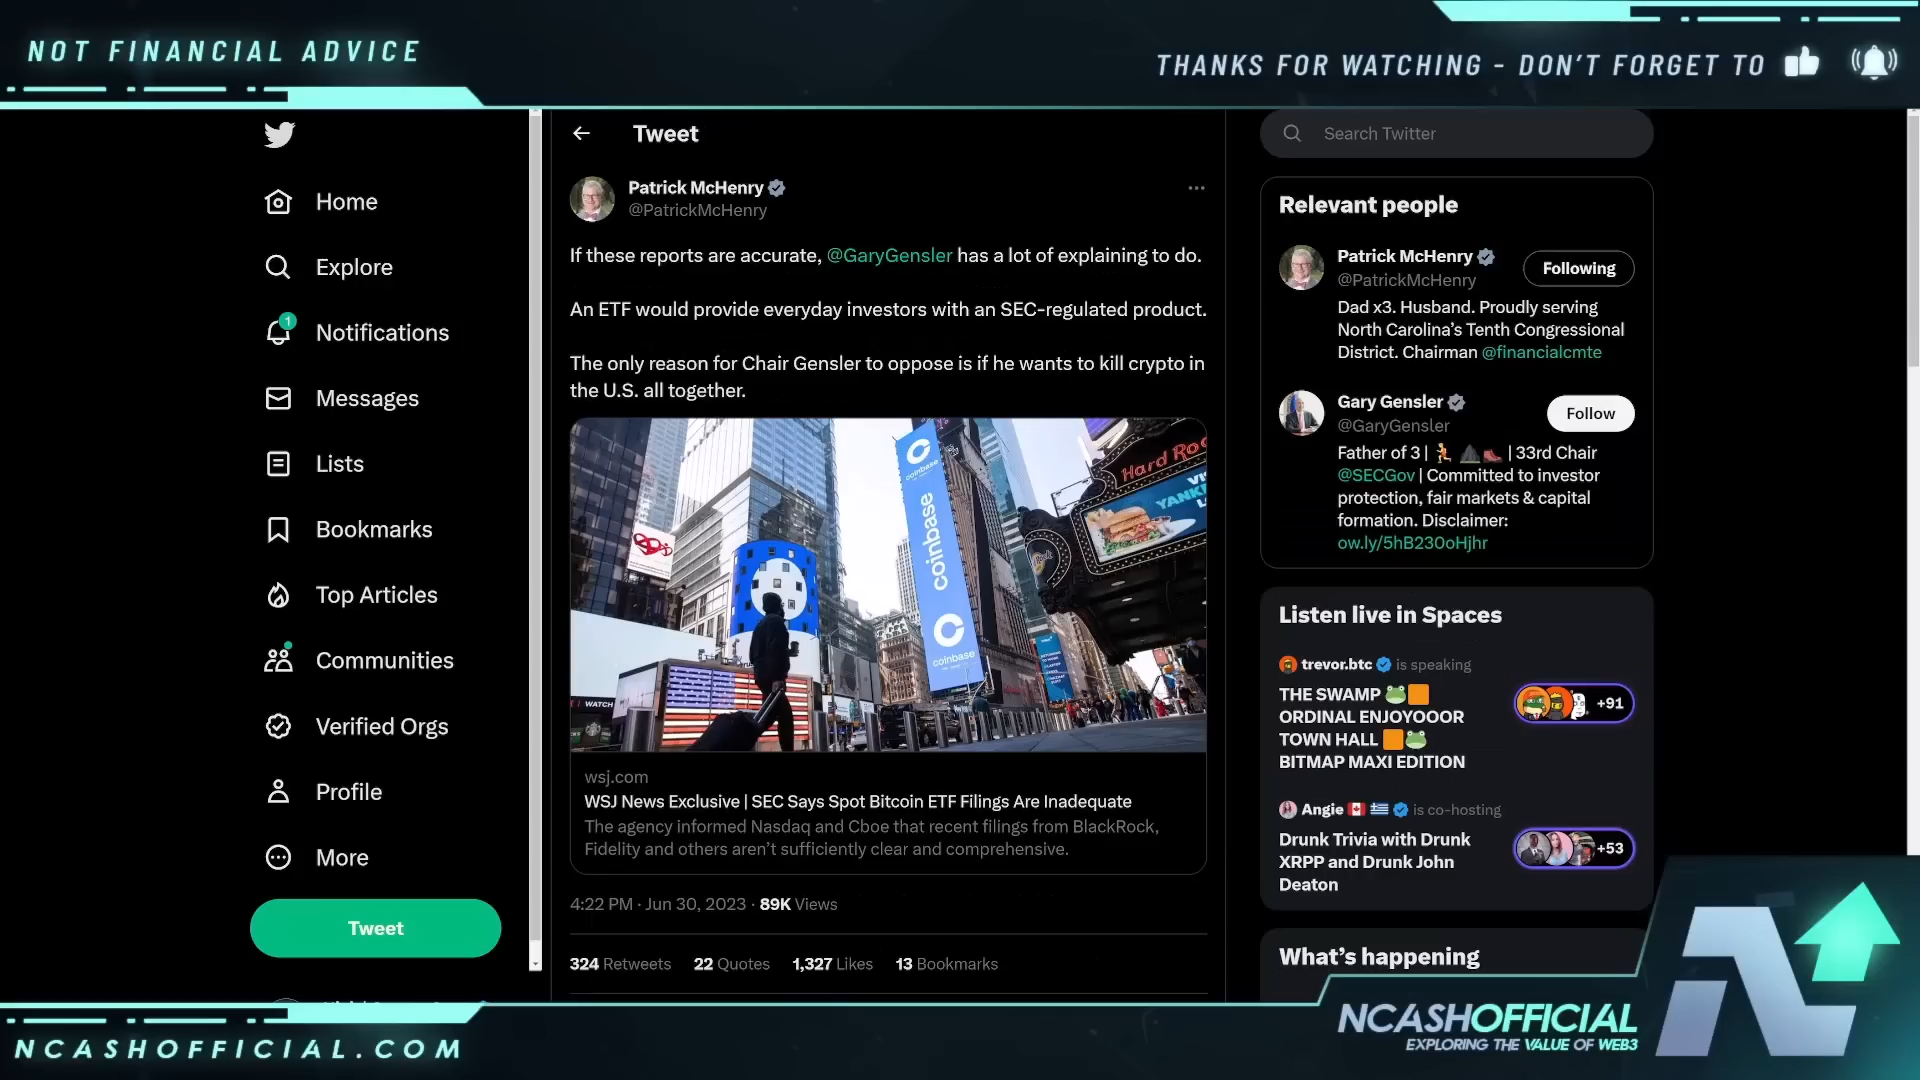 NOT FINANCIAL ADVICE
THANKS FOR WATCHING - DON'T FORGET TO
Home
Explore
1
Notifications
Messages
Lists
Bookmarks
Top Articles
Communities
Verified Orgs
Profile
More
Tweet
Tweet
Patrick McHenry
@PatrickMcHenry
If these reports are accurate, @GaryGensler has a lot of explaining to do.
An ETF would provide everyday investors with an SEC-regulated product.
The only reason for Chair Gensler to oppose is if he wants to kill crypto in
the U.S. all together.
coinbase
coinbase
coinbase
Hard Ro
VI
YANK
WATCH
wsj.com
WSJ News Exclusive | SEC Says Spot Bitcoin ETF Filings Are Inadequate
The agency informed Nasdaq and Cboe that recent filings from BlackRock,
Fidelity and others aren't sufficiently clear and comprehensive.
4:22 PM · Jun 30, 2023 · 89K Views
324 Retweets 22 Quotes 1,327 Likes 13 Bookmarks
Search Twitter
Relevant people
Patrick McHenry
@PatrickMcHenry
Following
Dad x3. Husband. Proudly serving
North Carolina's Tenth Congressional
District. Chairman @financialcmte
Gary Gensler
@GaryGensler
Follow
Father of 3 | | 33rd Chair
@SECGov | Committed to investor
protection, fair markets & capital
formation. Disclaimer:
ow.ly/5hB230oHjhr
Listen live in Spaces
trevor.btc is speaking
THE SWAMP
ORDINAL ENJOYOOOR
TOWN HALL
BITMAP MAXI EDITION
+91
Angie is co-hosting
Drunk Trivia with Drunk
XRPP and Drunk John
Deaton
+53
What's happening
NCASHOFFICIAL.COM
NCASHOFFICIAL
EXPLORING THE VALUE OF WEB3